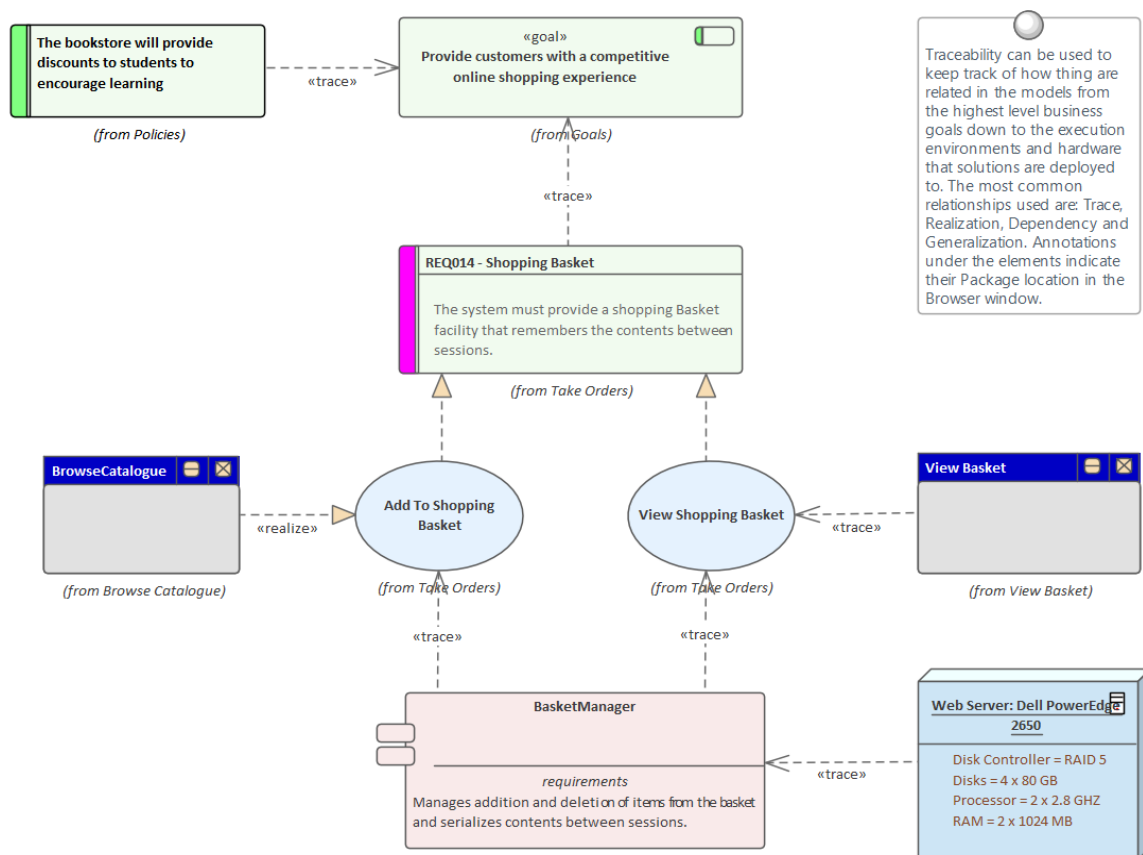 The bookstore will provide
discounts to students to
encourage learning
(from Policies)
«trace»
«goal»
Provide customers with a competitive
online shopping experience
(from Goals)
Traceability can be used to
keep track of how thing are
related in the models from
the highest level business
goals down to the execution
environments and hardware
that solutions are deployed
to. The most common
relationships used are: Trace,
Realization, Dependency and
Generalization. Annotations
under the elements indicate
their Package location in the
Browser window.
«trace»
REQ014 - Shopping Basket
The system must provide a shopping Basket
facility that remembers the contents between
sessions.
(from Take Orders)
BrowseCatalogue
(from Browse Catalogue)
«realize»
Add To Shopping
Basket
(from Take Orders)
View Shopping Basket
(from Take Orders)
«trace»
View Basket
(from View Basket)
«trace»
«trace»
BasketManager
requirements
Manages addition and deletion of items from the basket
and serializes contents between sessions.
«trace»
Web Server: Dell PowerEdge
2650
Disk Controller = RAID 5
Disks = 4 x 80 GB
Processor = 2 x 2.8 GHZ
RAM = 2 x 1024 MB